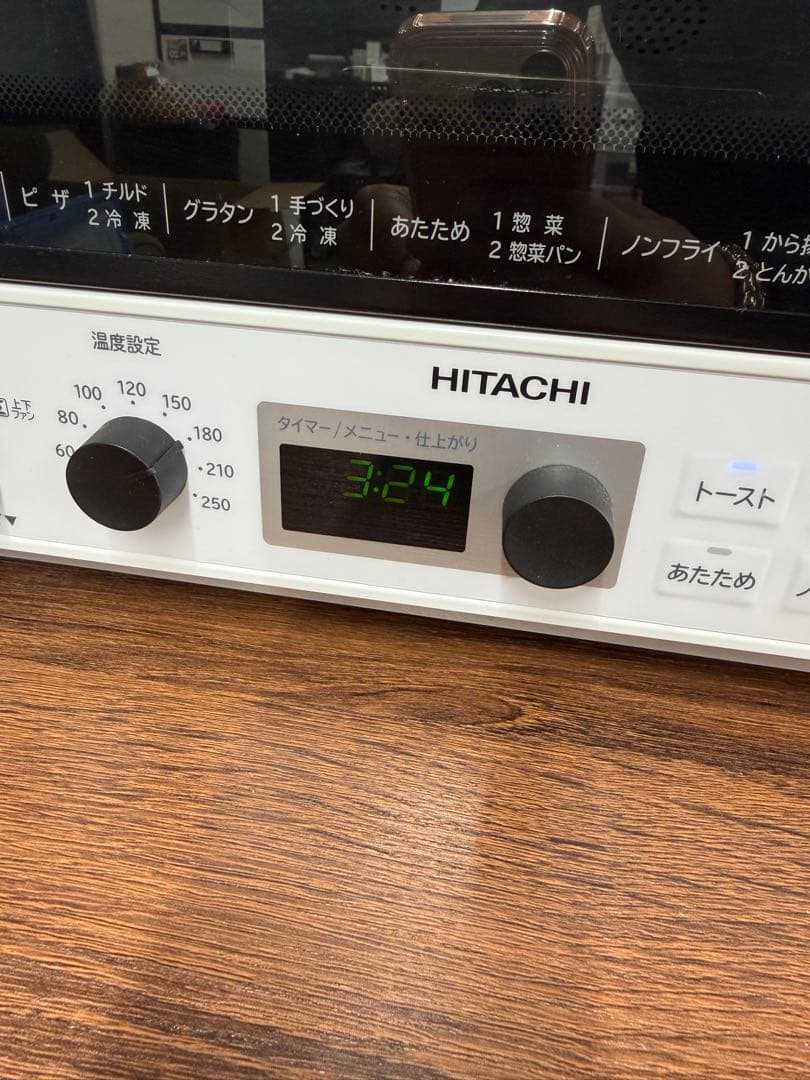 ピザ 1 チルド
2 冷凍
グラタン 1 手づくり
2 冷凍
あたため 1 惣菜
2 惣菜パン
ノンフライ 1 から
2 とんか
温度設定
上下
ファン
60
80
100
120
150
180
210
250
HITACHI
タイマー/メニュー・仕上がり
3:24
トースト
あたため